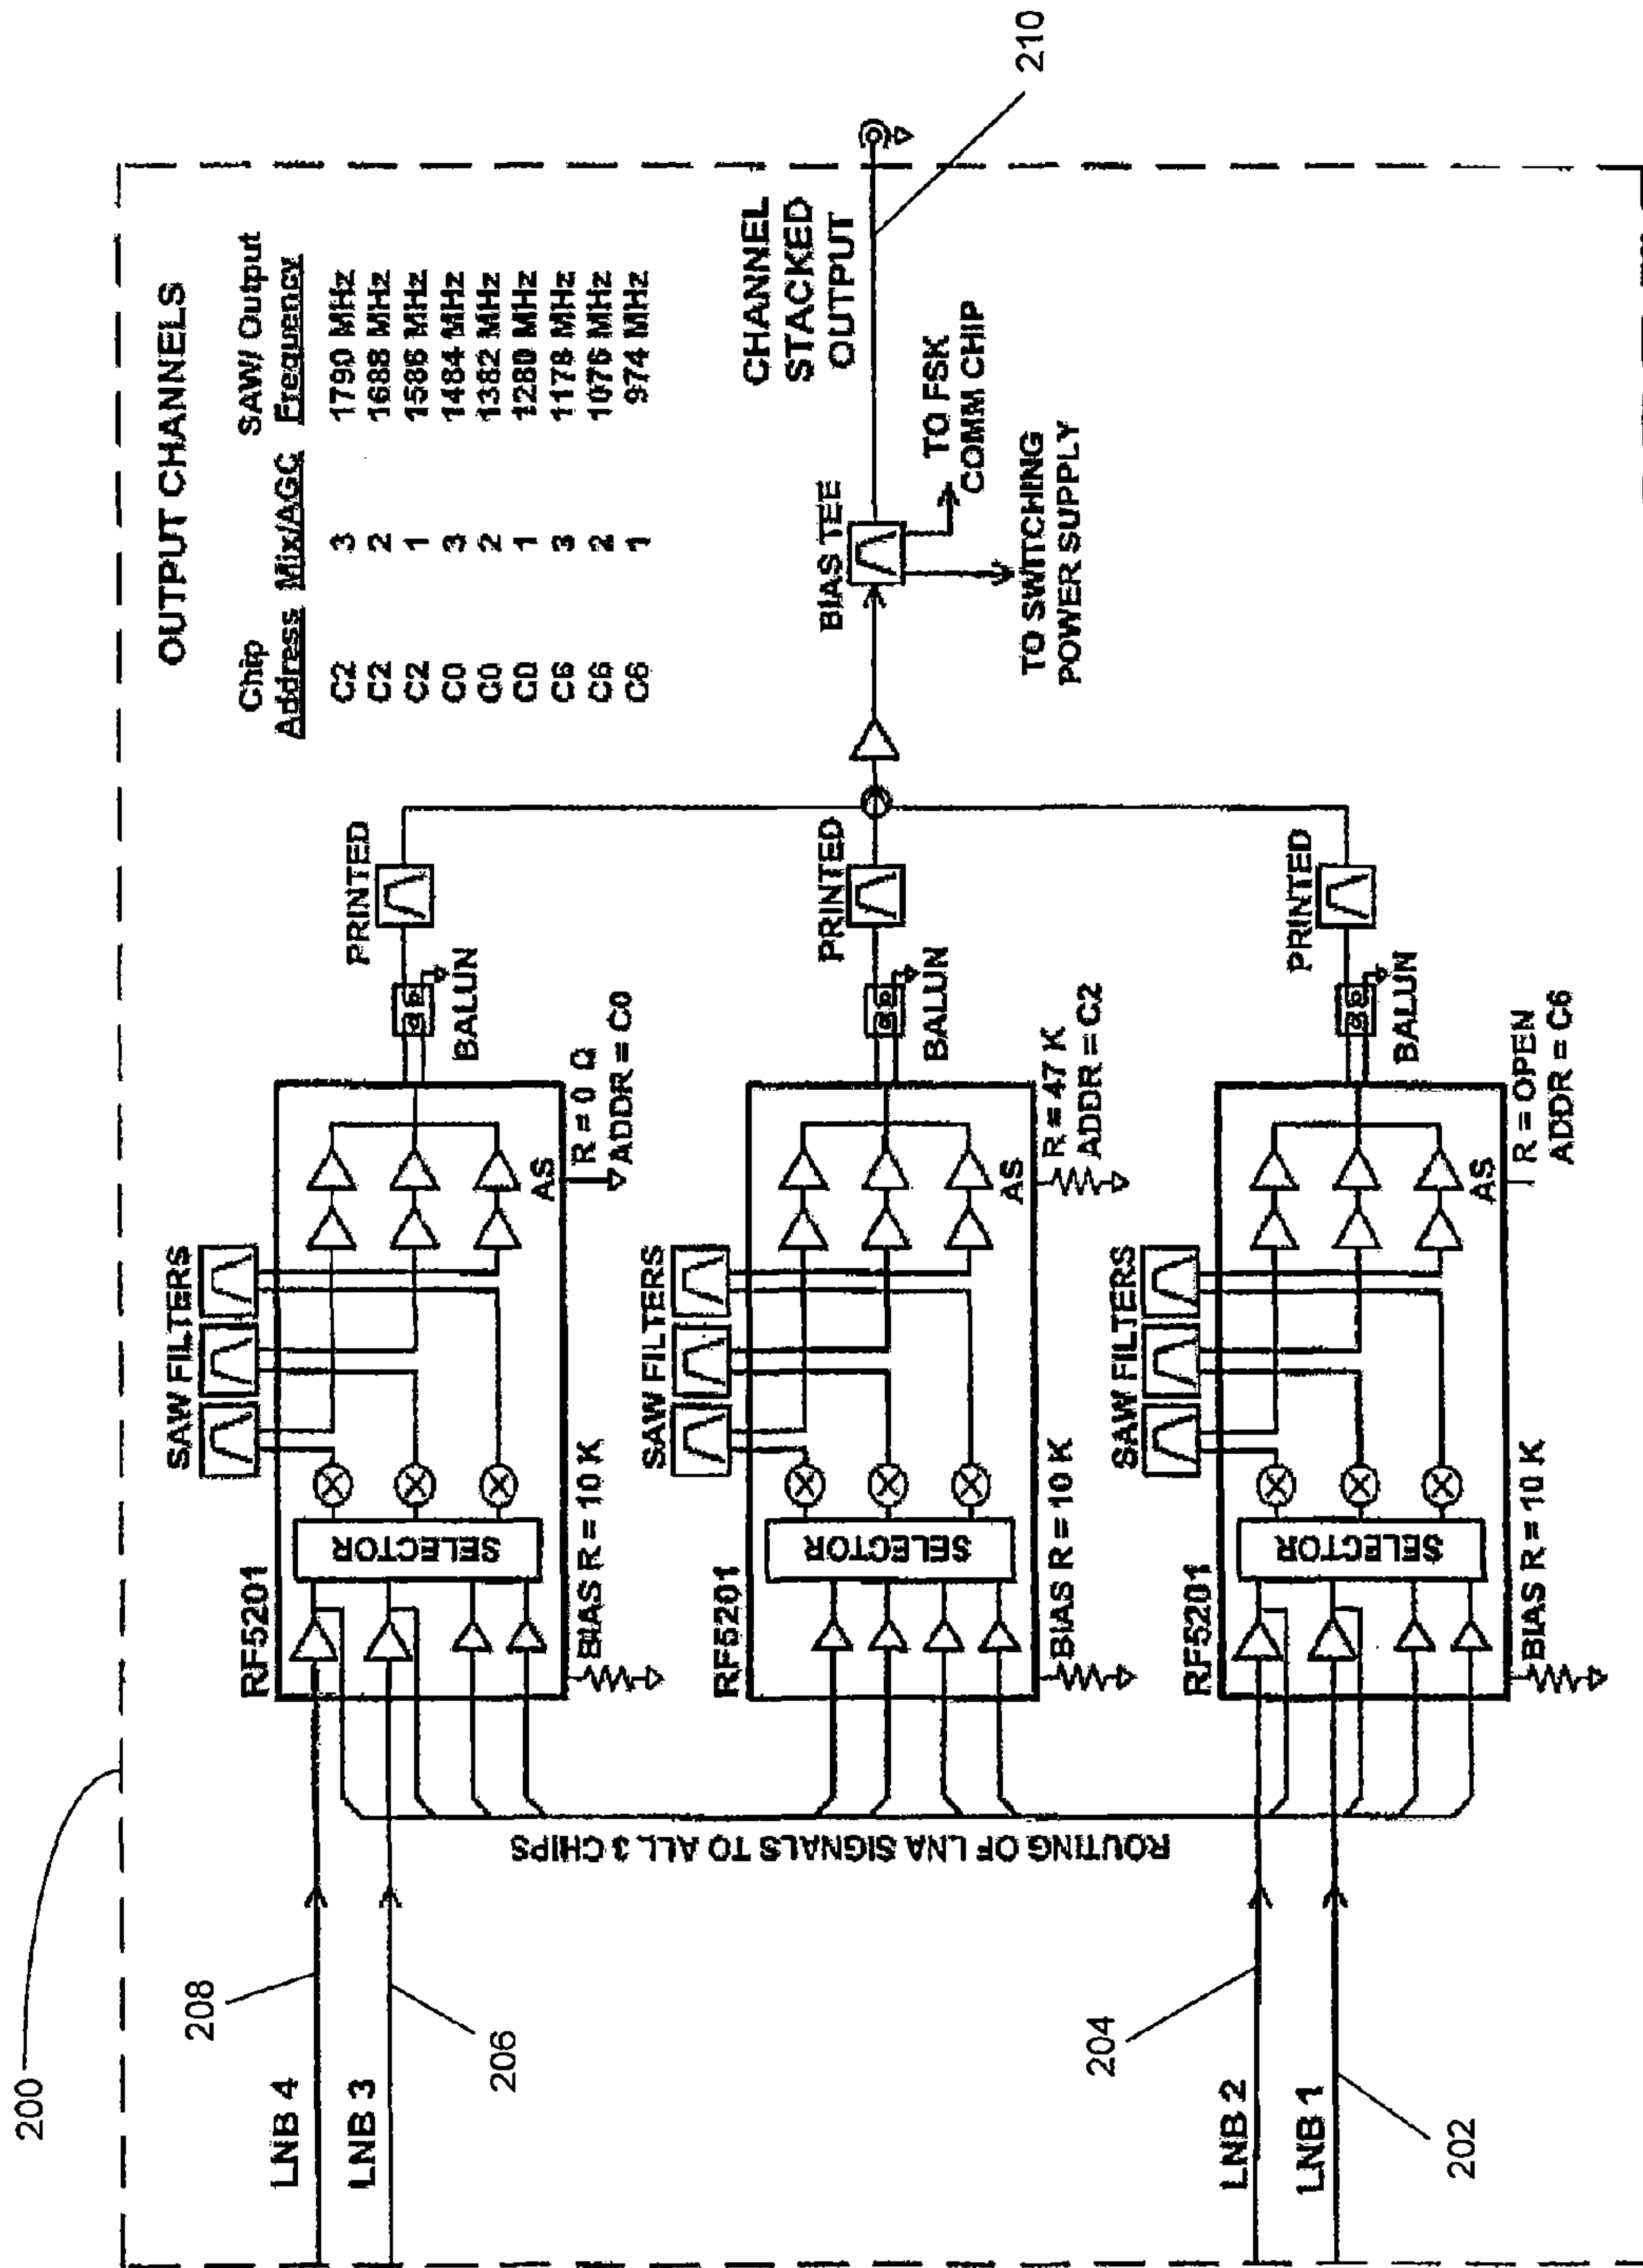 200
208
LNB 4
LNB 3
206
204
LNB 2
LNB 1
202
ROUTING OF LNA SIGNALS TO ALL 3 CHIPS
RF5201
SELECTOR
SAW FILTERS
BIAS R = 10 K
AS
R = 0 Ω
ADDR = C0
BALUN
PRINTED
RF5201
SELECTOR
SAW FILTERS
BIAS R = 10 K
AS
R = 47 K
ADDR = C2
BALUN
PRINTED
RF5201
SELECTOR
SAW FILTERS
BIAS R = 10 K
AS
R = OPEN
ADDR = C6
BALUN
PRINTED
BIAS TEE
TO SWITCHING
POWER SUPPLY
TO FSK
COMM CHIP
CHANNEL
STACKED
OUTPUT
210
OUTPUT CHANNELS
Chip SAW/ Output
Address Mix/AGC Frequency
C2 3 1790 MHz
C2 2 1688 MHz
C2 1 1586 MHz
C0 3 1484 MHz
C0 2 1382 MHz
C0 1 1280 MHz
C6 3 1178 MHz
C6 2 1076 MHz
C6 1 974 MHz